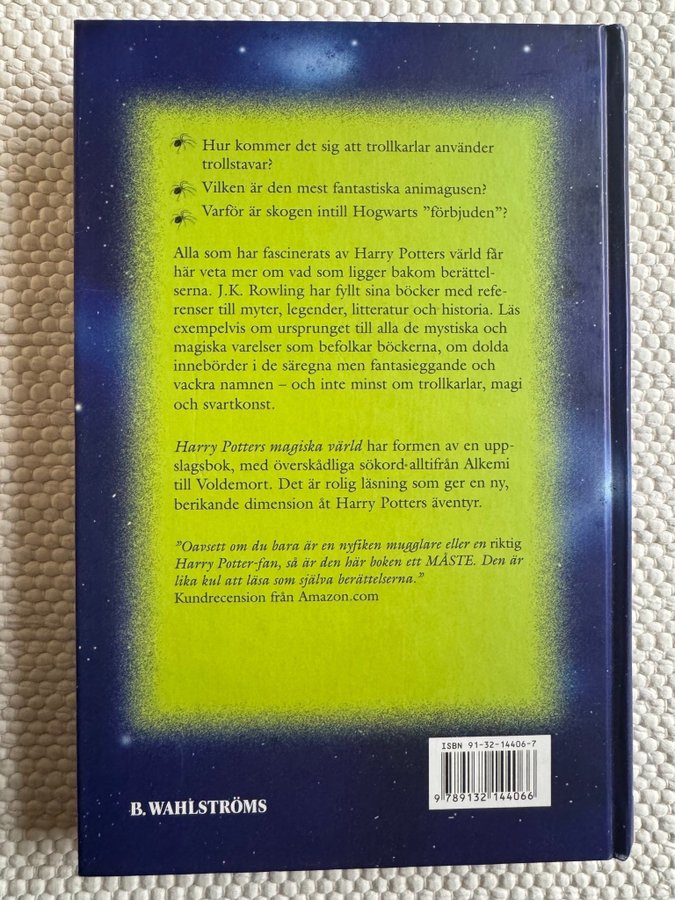 Hur kommer det sig att trollkarlar använder
trollstavar?
Vilken är den mest fantastiska animagusen?
Varför är skogen intill Hogwarts ”förbjuden”?
Alla som har fascinerats av Harry Potters värld får
här veta mer om vad som ligger bakom berättel-
serna. J.K. Rowling har fyllt sina böcker med refe-
renser till myter, legender, litteratur och historia. Läs
exempelvis om ursprunget till alla de mystiska och
magiska varelser som befolkar böckerna, om dolda
innebörder i de säregna men fantasieggande och
vackra namnen – och inte minst om trollkarlar, magi
och svartkonst.
Harry Potters magiska värld har formen av en upp-
slagsbok, med överskådliga sökord-alltifrån Alkemi
till Voldemort. Det är rolig läsning som ger en ny,
berikande dimension åt Harry Potters äventyr.
”Oavsett om du bara är en nyfiken mugglare eller en riktig
Harry Potter-fan, så är den här boken ett MÅSTE. Den är
lika kul att läsa som själva berättelserna.”
Kundrecension från Amazon.com
ISBN 91-32-14406-7
9 789132 144066
B. WAHLSTRÖMS